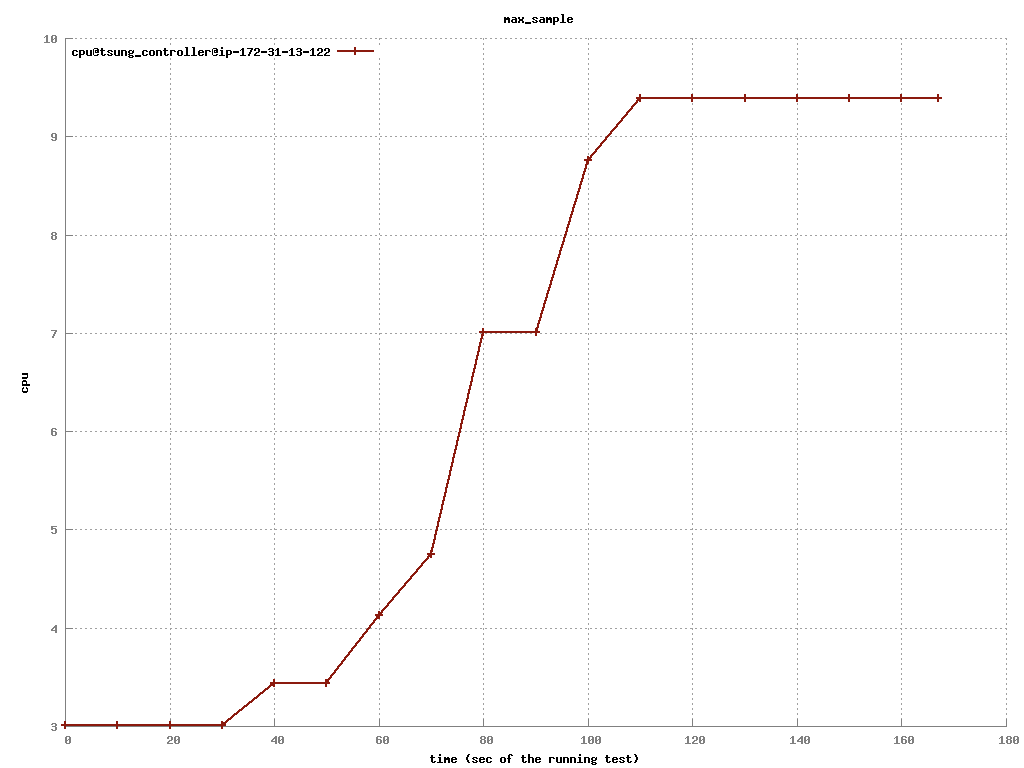 max_sample
cpu@tsung_controller@ip-172-31-13-122
10
9
8
7
6
5
4
3
cpu
0 20 40 60 80 100 120 140 160 180
time (sec of the running test)